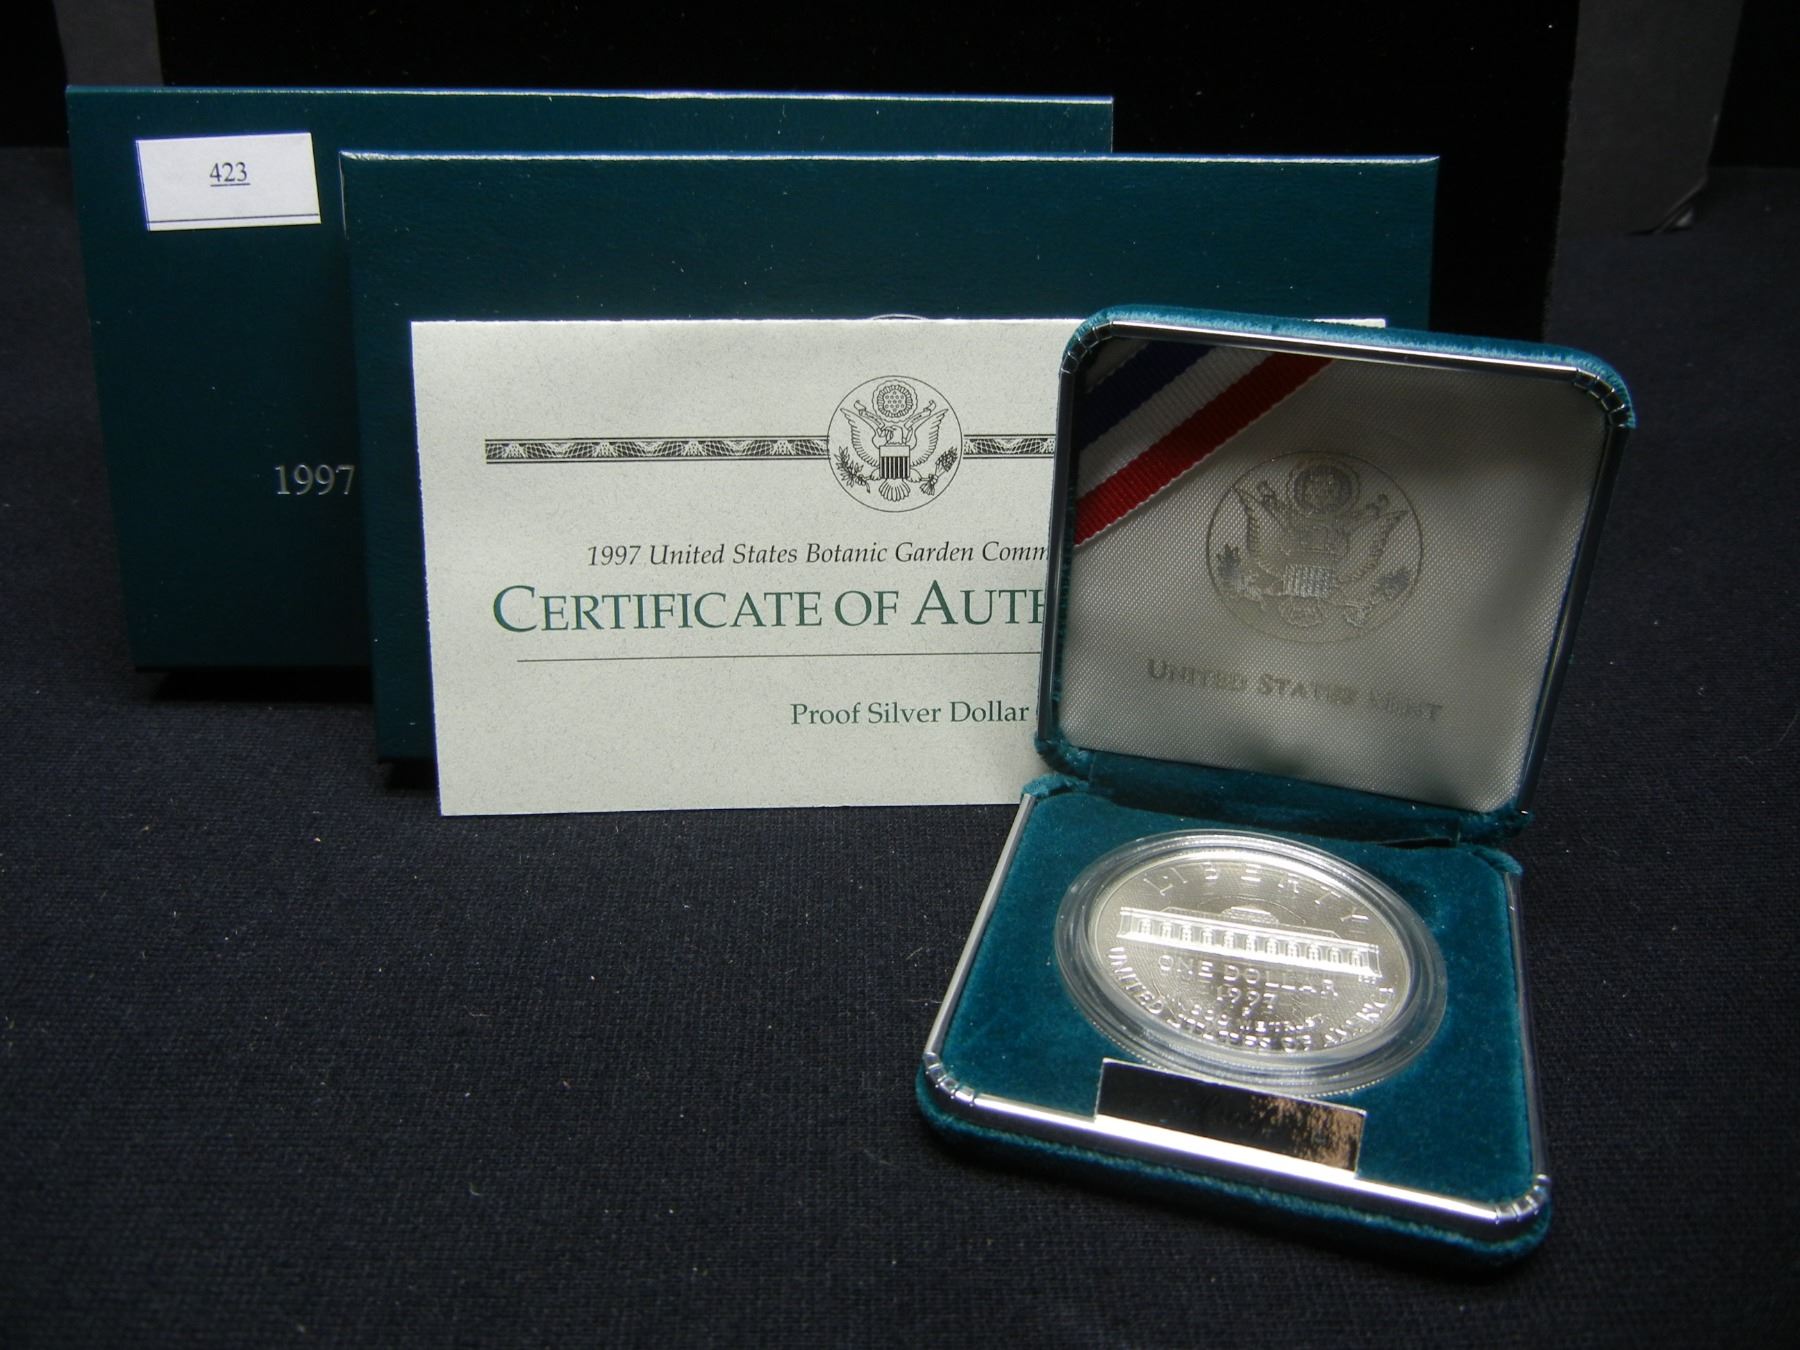 423
1997
1997 United States Botanic Garden Comm
CERTIFICATE OF AUTH
Proof Silver Dollar
UNITED STATES MINT
LIBERTY
ONE DOLLAR
1997
P
UNITED STATES OF AMERICA